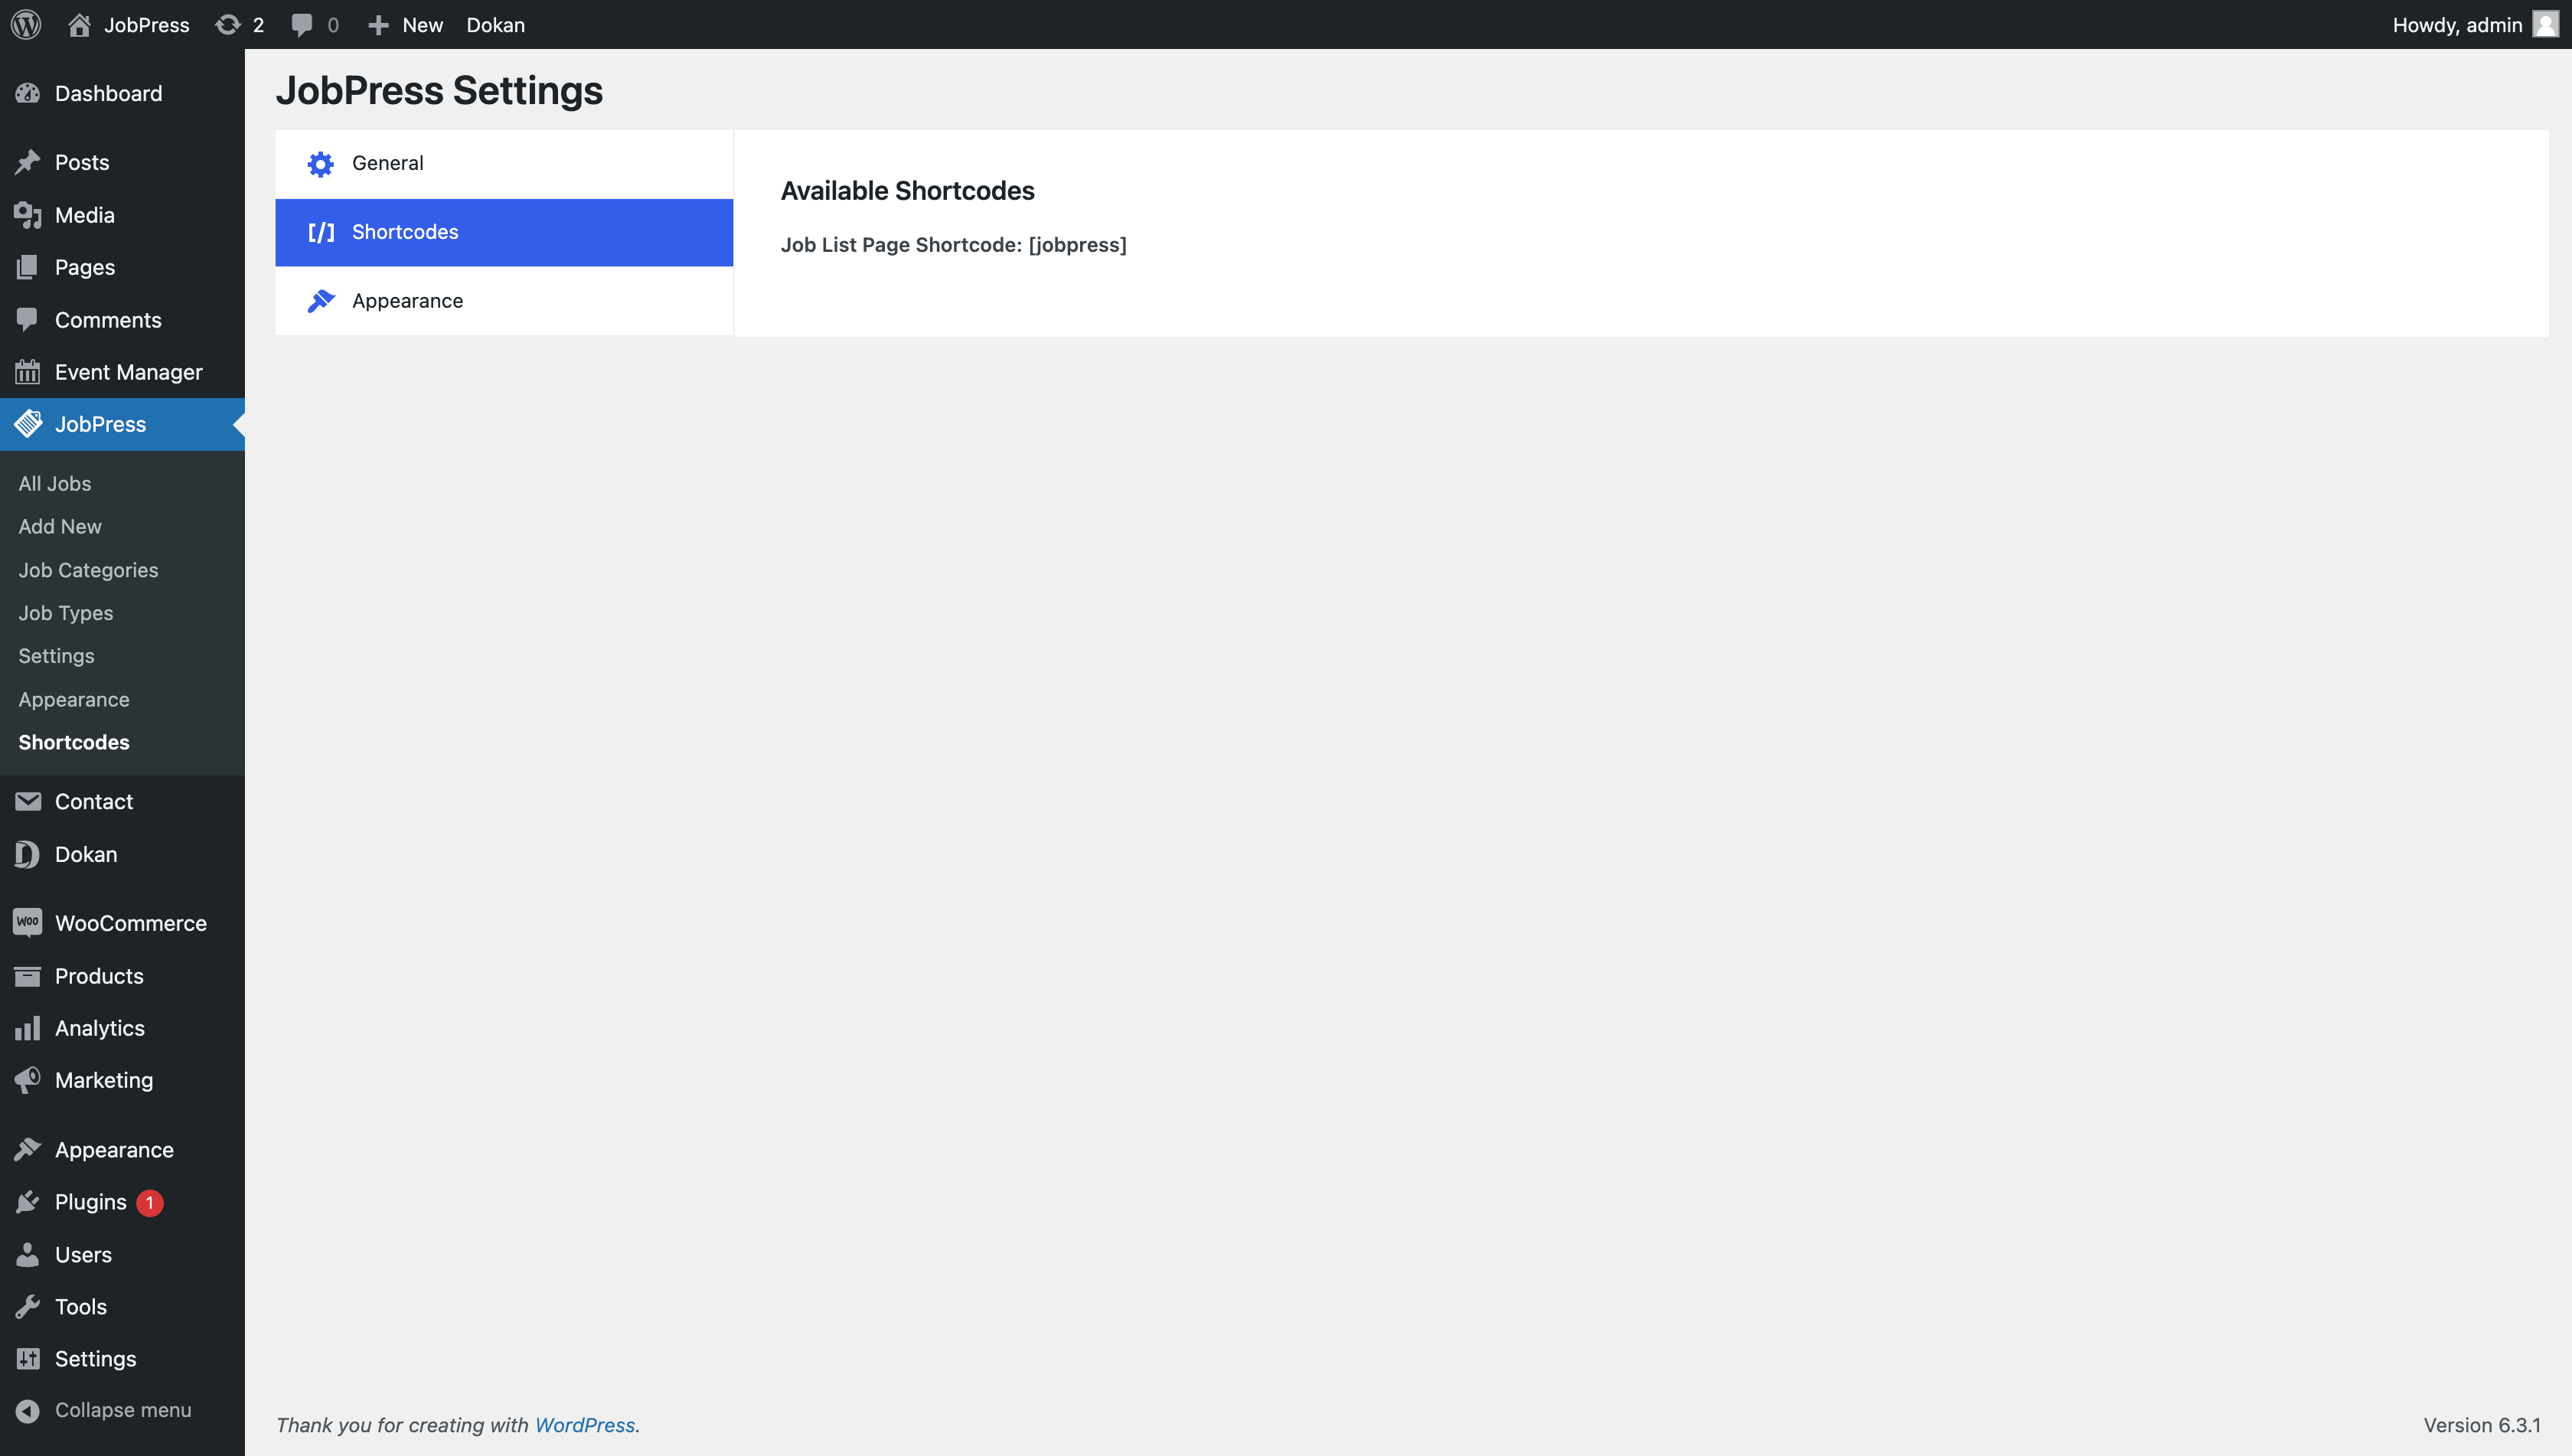 JobPress 2 0 New Dokan Howdy, admin
Dashboard
Posts
Media
Pages
Comments
Event Manager
JobPress
All Jobs
Add New
Job Categories
Job Types
Settings
Appearance
Shortcodes
Contact
Dokan
Woo WooCommerce
Products
Analytics
Marketing
Appearance
Plugins 1
Users
Tools
Settings
Collapse menu
JobPress Settings
General
[/] Shortcodes
Appearance
Available Shortcodes
Job List Page Shortcode: [jobpress]
Thank you for creating with WordPress. Version 6.3.1